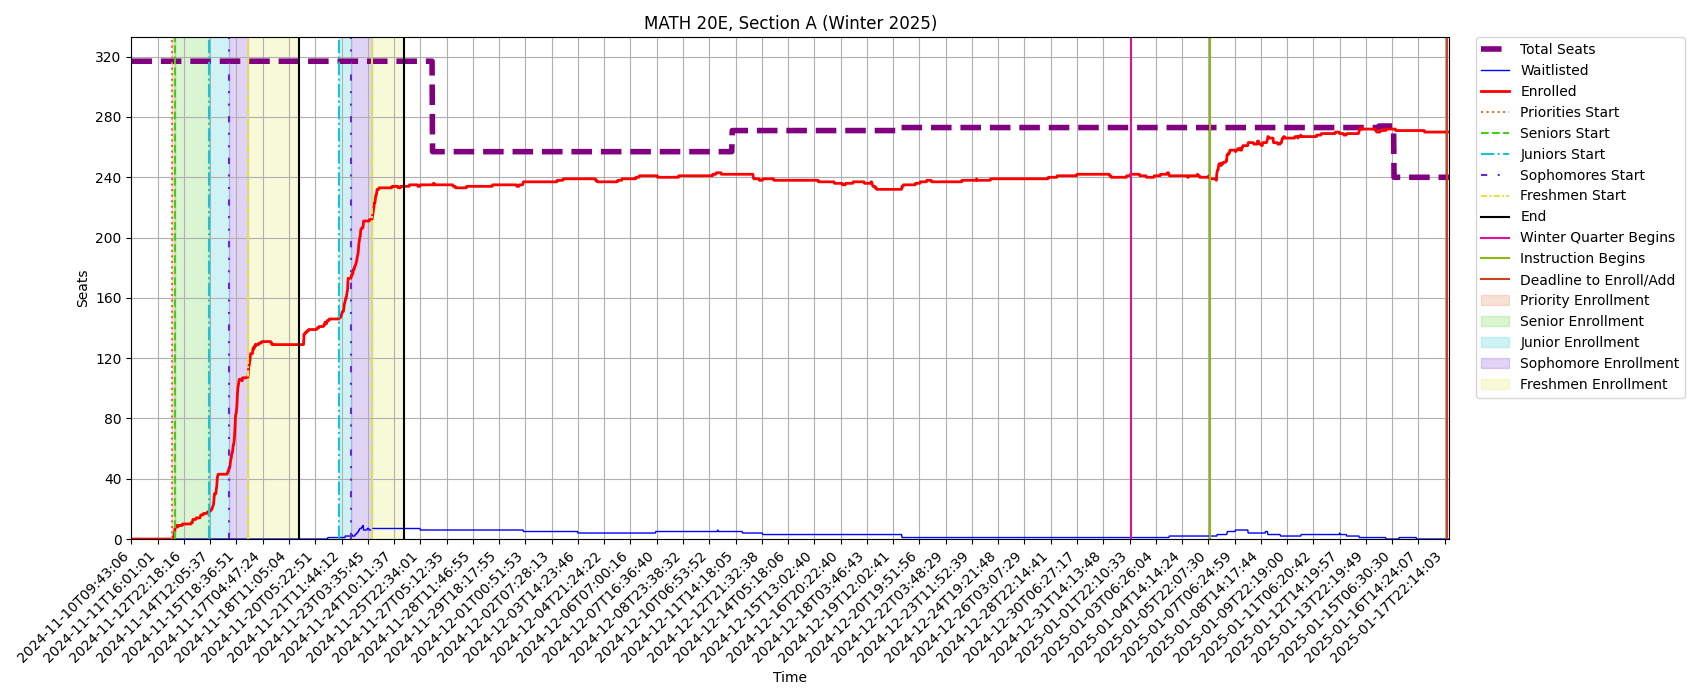 MATH 20E, Section A (Winter 2025)
Seats
320
280
240
200
160
120
80
40
0
2024-11-10T09:43:06
2024-11-11T16:01:01
2024-11-12T22:18:16
2024-11-14T12:05:37
2024-11-15T18:36:51
2024-11-17T04:47:24
2024-11-18T11:05:04
2024-11-20T05:22:51
2024-11-21T11:44:12
2024-11-23T03:35:45
2024-11-24T10:11:37
2024-11-25T22:34:01
2024-11-27T05:12:35
2024-11-28T11:46:55
2024-11-29T18:17:55
2024-12-01T00:51:53
2024-12-02T07:28:13
2024-12-03T14:23:46
2024-12-04T21:24:22
2024-12-06T07:00:16
2024-12-07T16:36:40
2024-12-08T23:38:32
2024-12-10T06:53:52
2024-12-11T14:18:05
2024-12-12T21:32:38
2024-12-14T05:18:06
2024-12-15T13:02:40
2024-12-16T20:22:40
2024-12-18T03:46:43
2024-12-19T12:02:41
2024-12-20T19:51:56
2024-12-22T03:48:29
2024-12-23T11:52:39
2024-12-24T19:21:48
2024-12-26T03:07:29
2024-12-28T22:14:41
2024-12-30T06:27:17
2024-12-31T14:13:48
2025-01-01T22:10:33
2025-01-03T06:26:04
2025-01-04T14:14:24
2025-01-05T22:07:30
2025-01-07T06:24:59
2025-01-08T14:17:44
2025-01-09T22:19:00
2025-01-11T06:20:42
2025-01-12T14:19:57
2025-01-13T22:19:49
2025-01-15T06:30:30
2025-01-16T14:24:07
2025-01-17T22:14:03
Time
Total Seats
Waitlisted
Enrolled
Priorities Start
Seniors Start
Juniors Start
Sophomores Start
Freshmen Start
End
Winter Quarter Begins
Instruction Begins
Deadline to Enroll/Add
Priority Enrollment
Senior Enrollment
Junior Enrollment
Sophomore Enrollment
Freshmen Enrollment